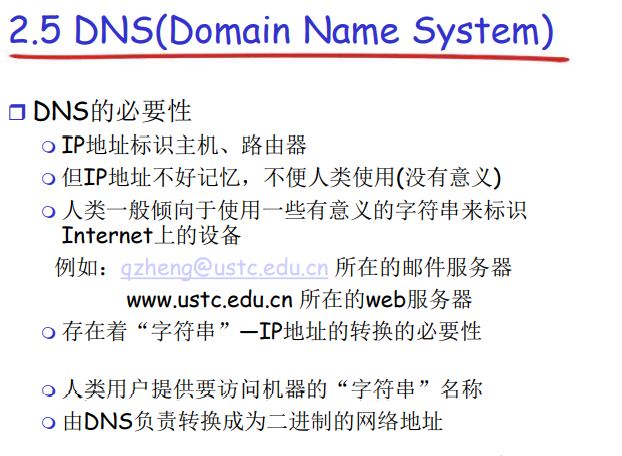 2.5 DNS(Domain Name System)
DNS的必要性
IP地址标识主机、路由器
但IP地址不好记忆，不便人类使用(没有意义)
人类一般倾向于使用一些有意义的字符串来标识
Internet上的设备
例如：qzheng@ustc.edu.cn 所在的邮件服务器
www.ustc.edu.cn 所在的web服务器
存在着“字符串”—IP地址的转换的必要性
人类用户提供要访问机器的“字符串”名称
由DNS负责转换成为二进制的网络地址